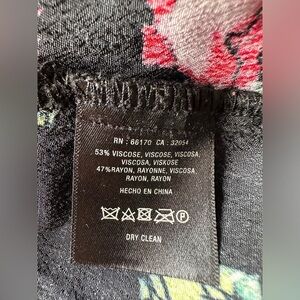 RN : 66170 CA : 32054
53% VISCOSE, VISCOSE, VISCOSA,
VISCOSA, VISKOSE
47%RAYON, RAYONNE, VISCOSA
RAYON, RAYON
HECHO EN CHINA
P
DRY CLEAN